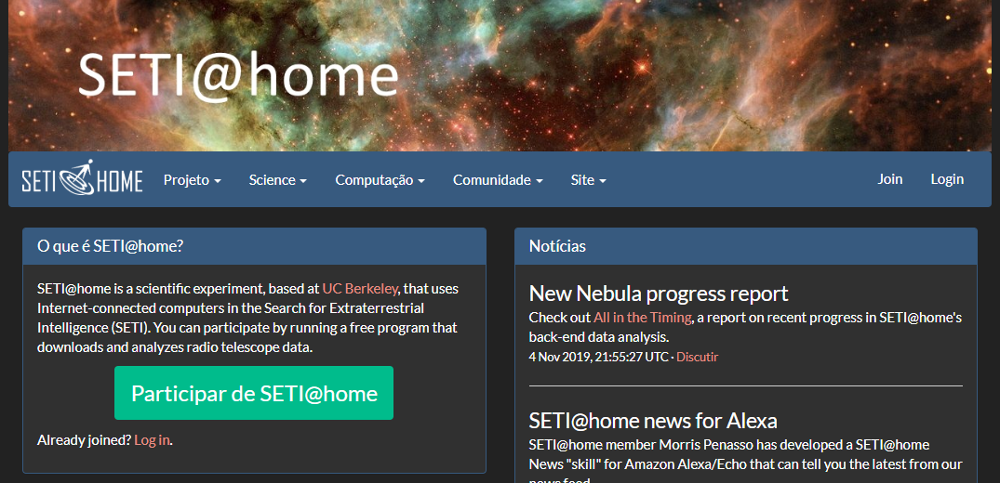 SETI@home
SETI HOME
Projeto
Science
Computação
Comunidade
Site
Join
Login
O que é SETI@home?
SETI@home is a scientific experiment, based at UC Berkeley, that uses
Internet-connected computers in the Search for Extraterrestrial
Intelligence (SETI). You can participate by running a free program that
downloads and analyzes radio telescope data.
Participar de SETI@home
Already joined? Log in.
Notícias
New Nebula progress report
Check out All in the Timing, a report on recent progress in SETI@home's
back-end data analysis.
4 Nov 2019, 21:55:27 UTC · Discutir
SETI@home news for Alexa
SETI@home member Morris Penasso has developed a SETI@home
News "skill" for Amazon Alexa/Echo that can tell you the latest from our
news feed.